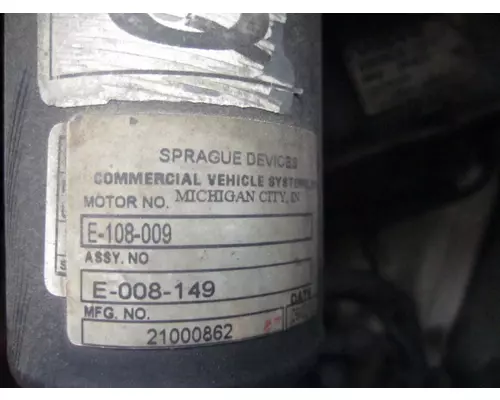 SPRAGUE DEVICES
COMMERCIAL VEHICLE SYSTEMS
MICHIGAN CITY, IN
MOTOR NO.
E-108-009
ASSY. NO
E-008-149
MFG. NO.
DATE
21000862